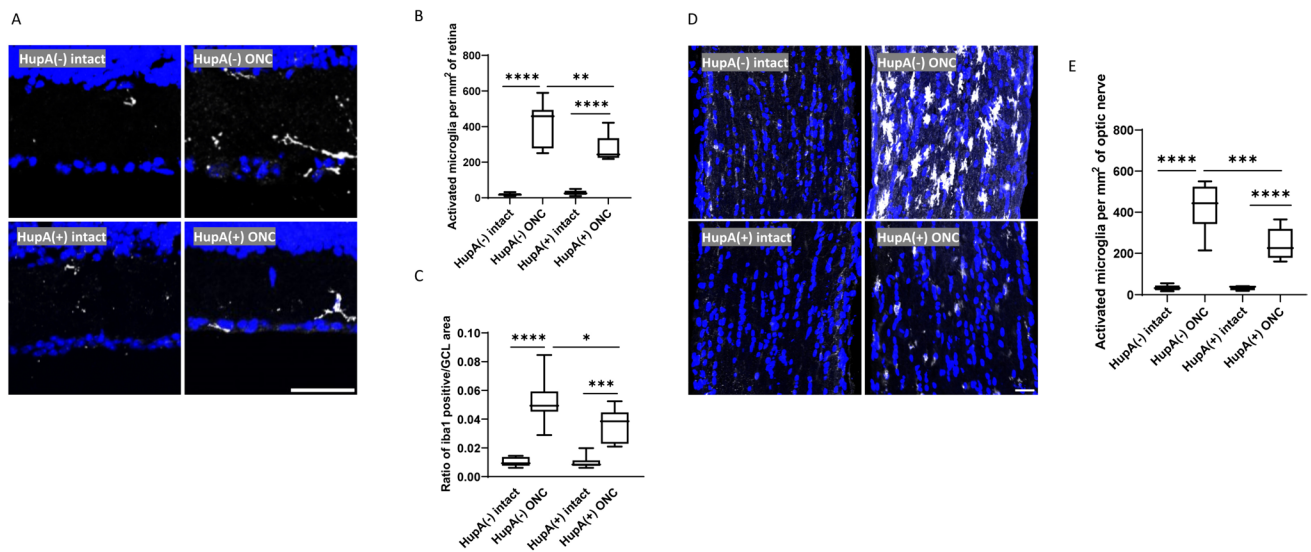 A
HupA(-) intact
HupA(-) ONC
HupA(+) intact
HupA(+) ONC
B
Activated microglia per mm² of retina
800
600
400
200
0
****
**
****
HupA(-) intact
HupA(-) ONC
HupA(+) intact
HupA(+) ONC
C
Ratio of iba1 positive/GCL area
0.10
0.08
0.06
0.04
0.02
0.00
****
*
***
HupA(-) intact
HupA(-) ONC
HupA(+) intact
HupA(+) ONC
D
HupA(-) intact
HupA(-) ONC
HupA(+) intact
HupA(+) ONC
E
Activated microglia per mm² of optic nerve
800
600
400
200
0
****
***
****
HupA(-) intact
HupA(-) ONC
HupA(+) intact
HupA(+) ONC